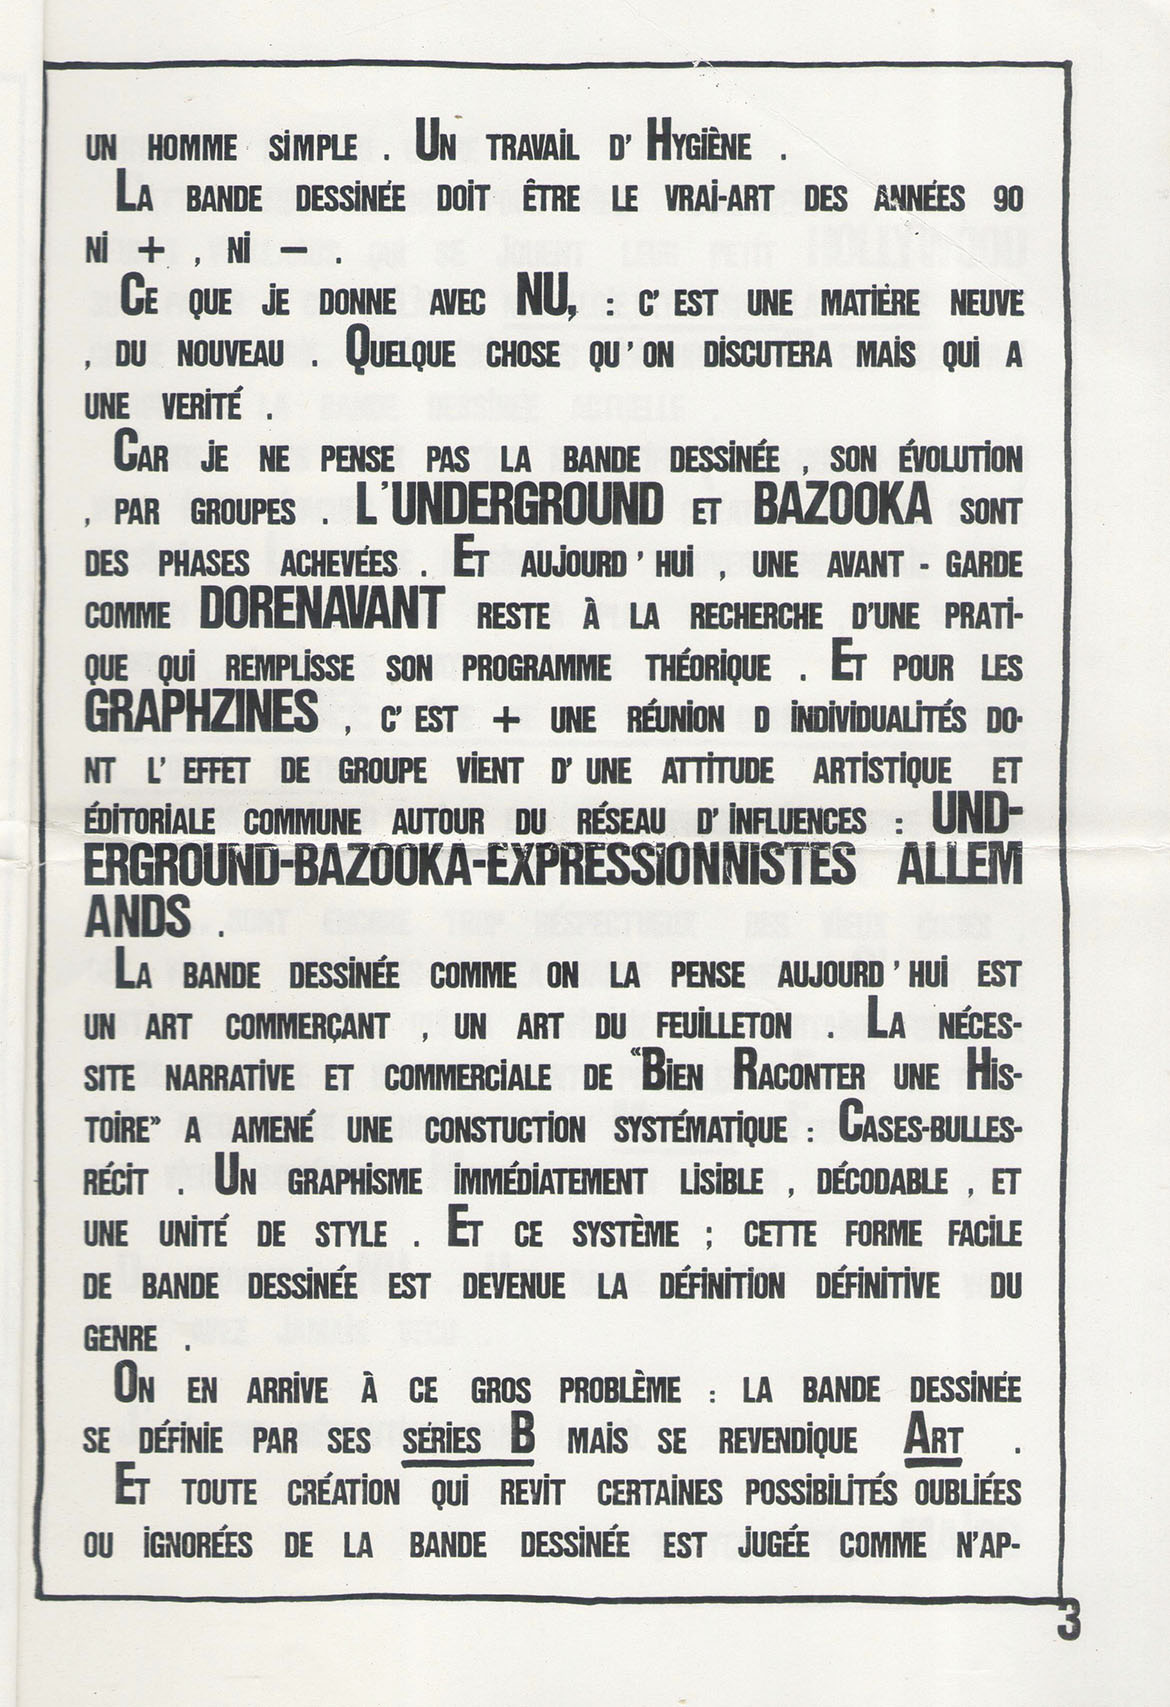 UN HOMME SiMPLE . UN TRAVAiL D' HYGiÈNE .
LA BANDE DESSiNÉE DOiT ÊTRE LE VRAi-ART DES ANNÉES 90
Ni + , Ni — .
CE QUE jE DONNE AVEC NU, : C' EST UNE MATiÈRE NEUVE
, DU NOUVEAU . QUELQUE CHOSE QU' ON DiSCUTERA MAiS QUi A
UNE VERiTÉ .
CAR jE NE PENSE PAS LA BANDE DESSiNÉE , SON ÉVOLUTiON
, PAR GROUPES . L'UNDERGROUND ET BAZOOKA SONT
DES PHASES ACHEVÉES . ET AUjOURD ' HUi , UNE AVANT - GARDE
COMME DORENAVANT RESTE À LA RECHERCHE D'UNE PRATi-
QUE QUi REMPLiSSE SON PROGRAMME THÉORiQUE . ET POUR LES
GRAPHZINES , C' EST + UNE RÉUNiON D iNDiViDUALiTÉS DO-
NT L' EFFET DE GROUPE ViENT D' UNE ATTiTUDE ARTiSTiQUE ET
ÉDiTORiALE COMMUNE AUTOUR DU RÉSEAU D' iNFLUENCES : UND-
ERGROUND-BAZOOKA-EXPRESSiONNiSTES ALLEM
ANDS .
LA BANDE DESSiNÉE COMME ON LA PENSE AUjOURD ' HUi EST
UN ART COMMERÇANT , UN ART DU FEUiLLETON . LA NÉCES-
SiTE NARRATiVE ET COMMERCiALE DE "BiEN RACONTER UNE HiS-
TOiRE" A AMENÉ UNE CONSTUCTiON SYSTÉMATiQUE : CASES-BULLES-
RÉCiT . UN GRAPHiSME iMMÉDiATEMENT LiSiBLE , DÉCODABLE , ET
UNE UNiTÉ DE STYLE . ET CE SYSTÈME ; CETTE FORME FACiLE
DE BANDE DESSiNÉE EST DEVENUE LA DÉFiNiTiON DÉFiNiTiVE DU
GENRE .
ON EN ARRiVE À CE GROS PROBLÈME : LA BANDE DESSiNÉE
SE DÉFiNiE PAR SES SÉRiES B MAiS SE REVENDiQUE ART .
ET TOUTE CRÉATiON QUi REViT CERTAiNES POSSiBiLiTÉS OUBLiÉES
OU iGNORÉES DE LA BANDE DESSiNÉE EST jUGÉE COMME N'AP-
3